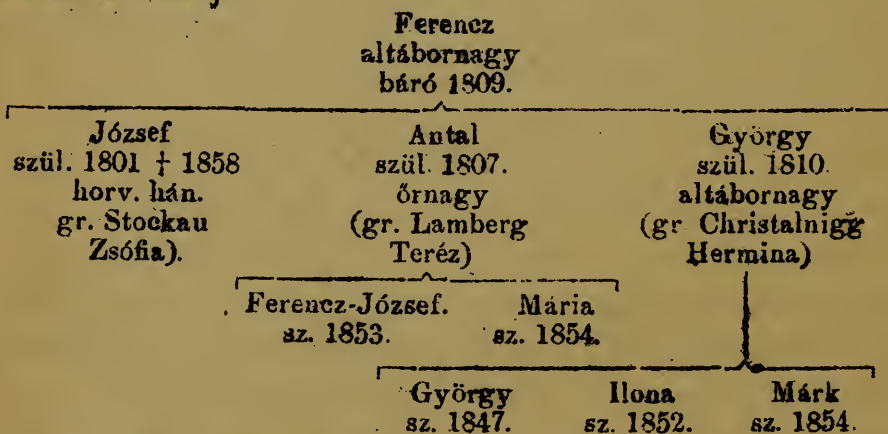 Ferencz
altábornagy
báró 1809.
József
szül. 1801 † 1858
horv. bán.
gr. Stockau
Zsófia).
Antal
szül. 1807.
őrnagy
(gr. Lamberg
Teréz)
György
szül. 1810.
altábornagy
(gr Christalnigg
Hermina)
Ferencz-József.
sz. 1853.
Mária
sz. 1854.
György
sz. 1847.
Ilona
sz. 1852.
Márk
sz. 1854.